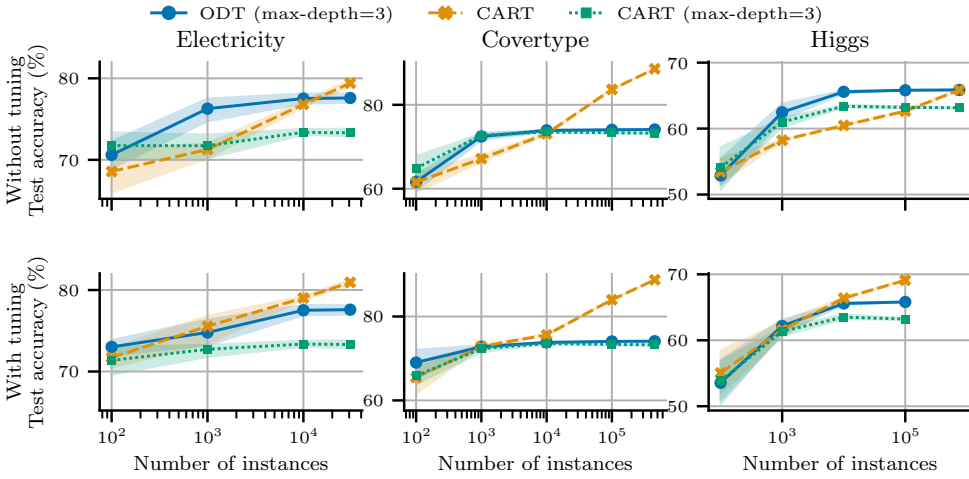 ODT (max-depth=3) CART CART (max-depth=3)
Electricity Covertype Higgs
Without tuning
Test accuracy (%)
80
70
80
60
70
60
50
With tuning
Test accuracy (%)
80
70
80
60
70
60
50
10² 10³ 10⁴
10² 10³ 10⁴ 10⁵
10³ 10⁵
Number of instances Number of instances Number of instances